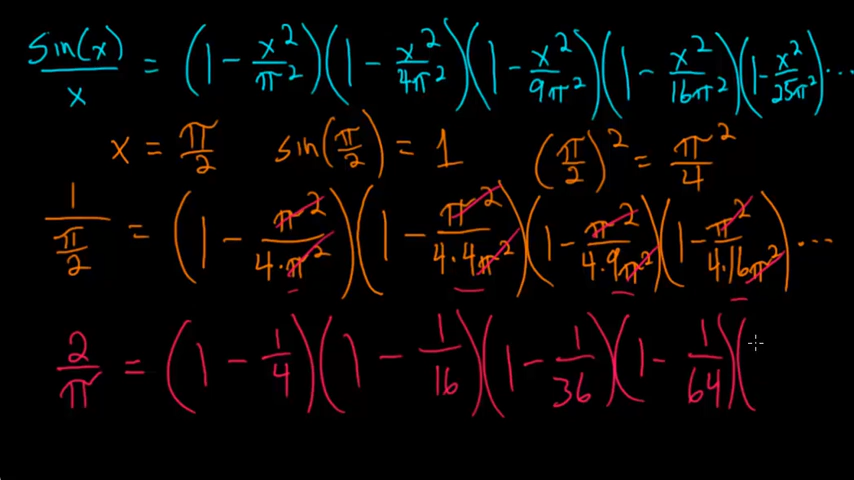 sin(x)/x = (1 - x²/π²)(1 - x²/4π²)(1 - x²/9π²)(1 - x²/16π²)(1 - x²/25π²)...
x = π/2 sin(π/2) = 1 (π/2)² = π²/4
1/(π/2) = (1 - π²/4·π²)(1 - π²/4·4π²)(1 - π²/4·9π²)(1 - π²/4·16π²)...
2/π = (1 - 1/4)(1 - 1/16)(1 - 1/36)(1 - 1/64)(